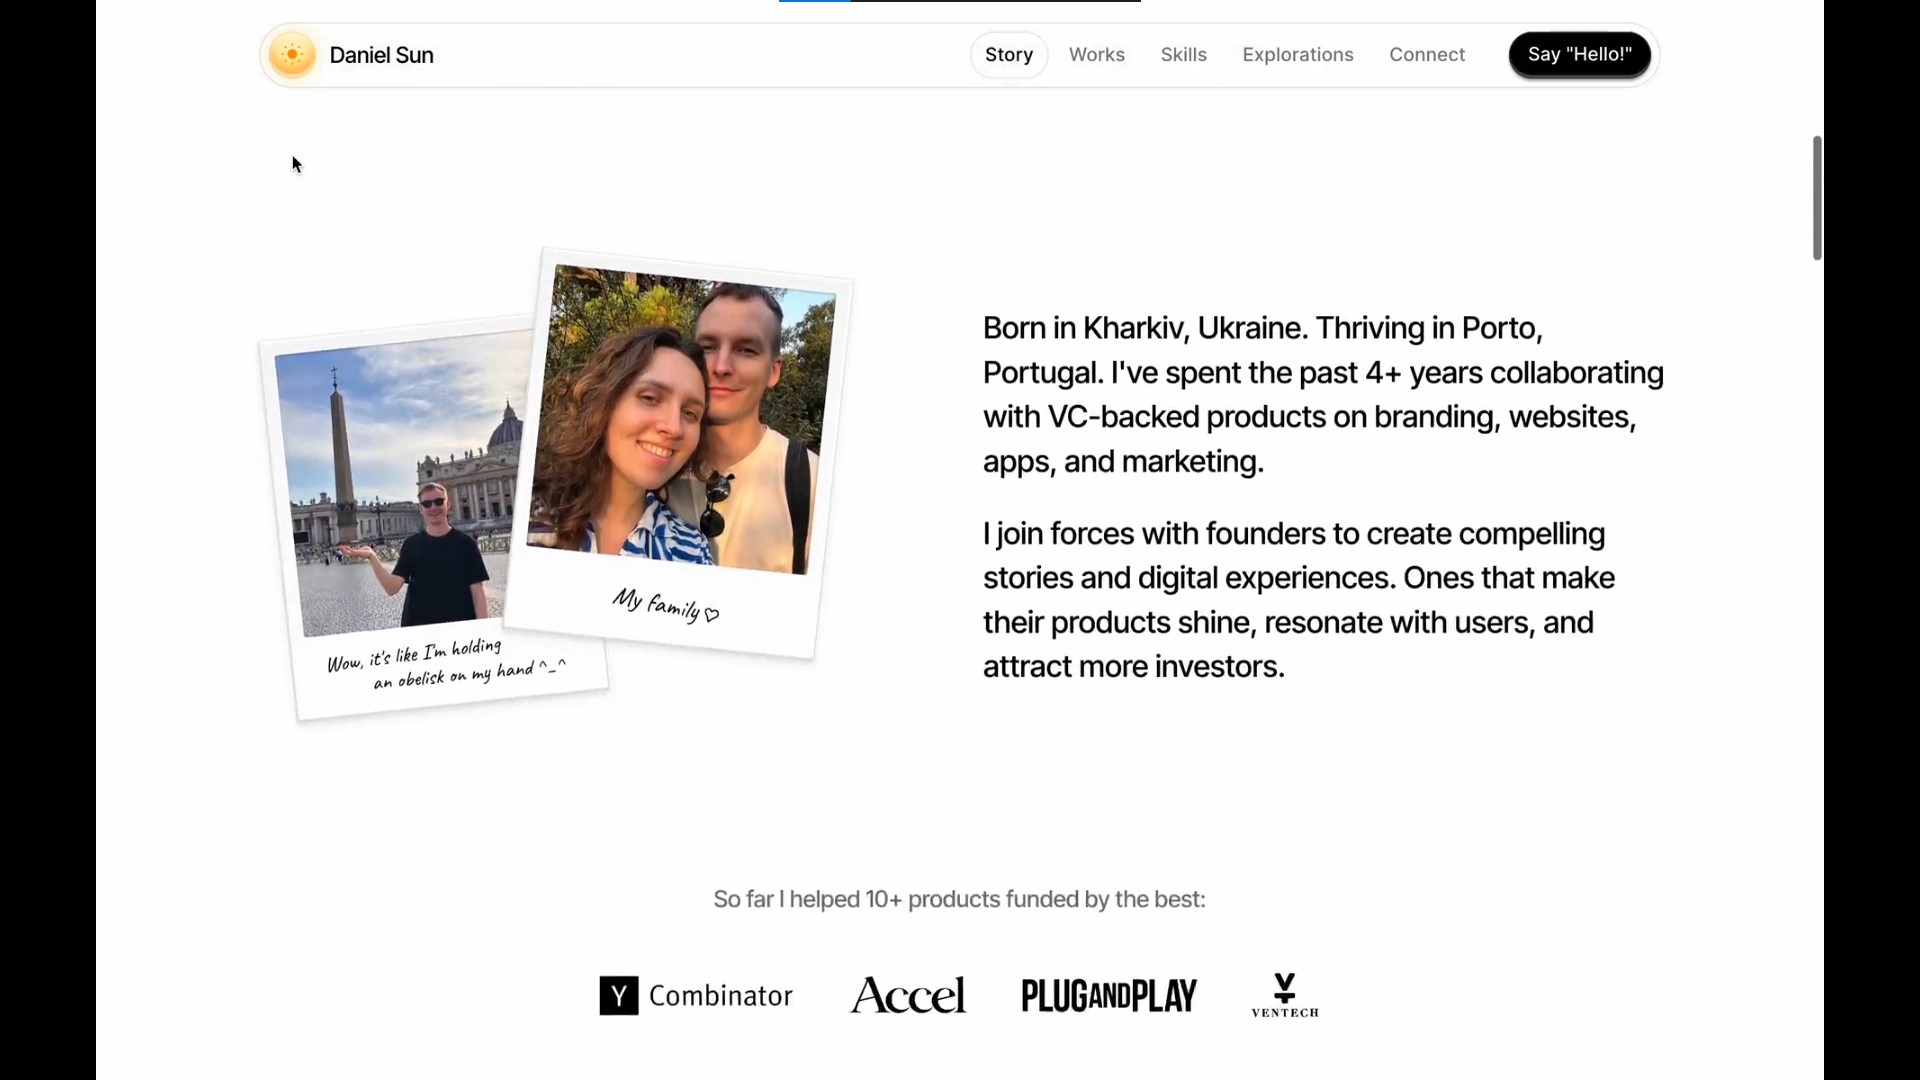 Daniel Sun
Story
Works
Skills
Explorations
Connect
Say "Hello!"
Wow, it's like I'm holding
an obelisk on my hand ^_^
My family♡
Born in Kharkiv, Ukraine. Thriving in Porto,
Portugal. I've spent the past 4+ years collaborating
with VC-backed products on branding, websites,
apps, and marketing.
I join forces with founders to create compelling
stories and digital experiences. Ones that make
their products shine, resonate with users, and
attract more investors.
So far I helped 10+ products funded by the best:
Y Combinator
Accel
PLUGANDPLAY
V
VENTECH